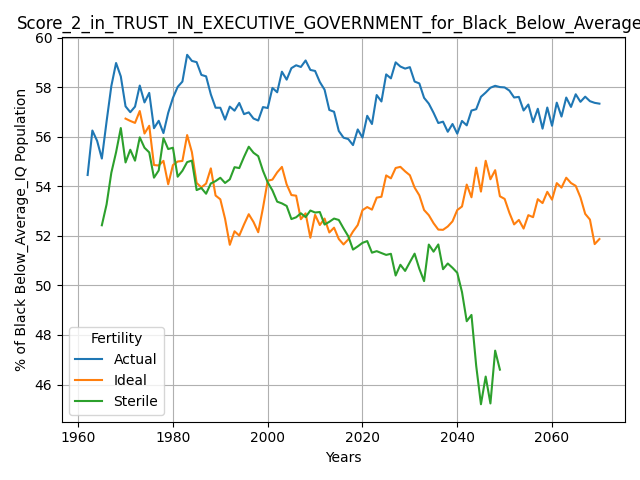 Score_2_in_TRUST_IN_EXECUTIVE_GOVERNMENT_for_Black_Below_Average
% of Black Below_Average_IQ Population
60
58
56
54
52
50
48
46
Fertility
Actual
Ideal
Sterile
1960 1980 2000 2020 2040 2060
Years